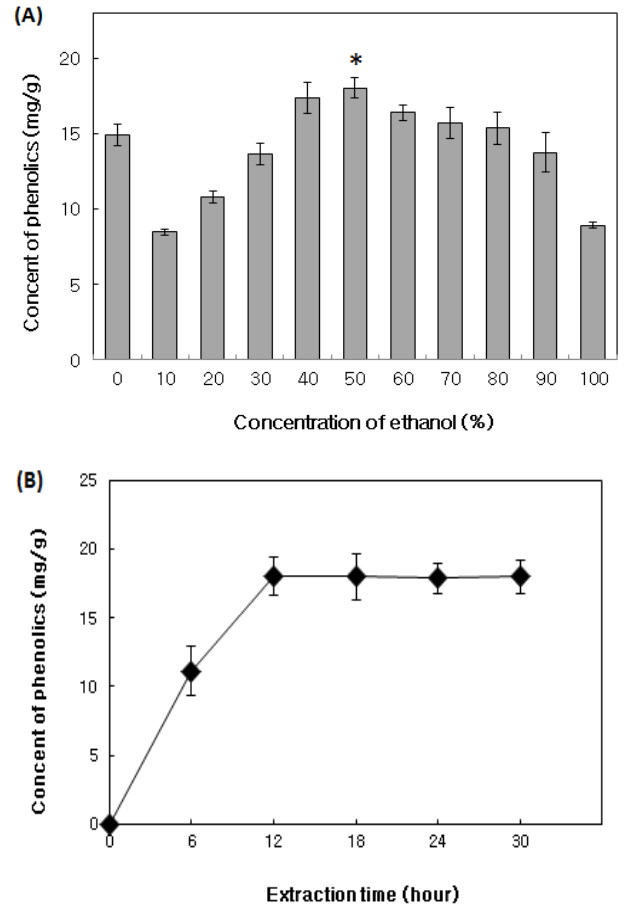 (A)
Concent of phenolics (mg/g)
20
15
10
5
0
*
0 10 20 30 40 50 60 70 80 90 100
Concentration of ethanol (%)
(B)
Concent of phenolics (mg/g)
25
20
15
10
5
0
0 6 12 18 24 30
Extraction time (hour)